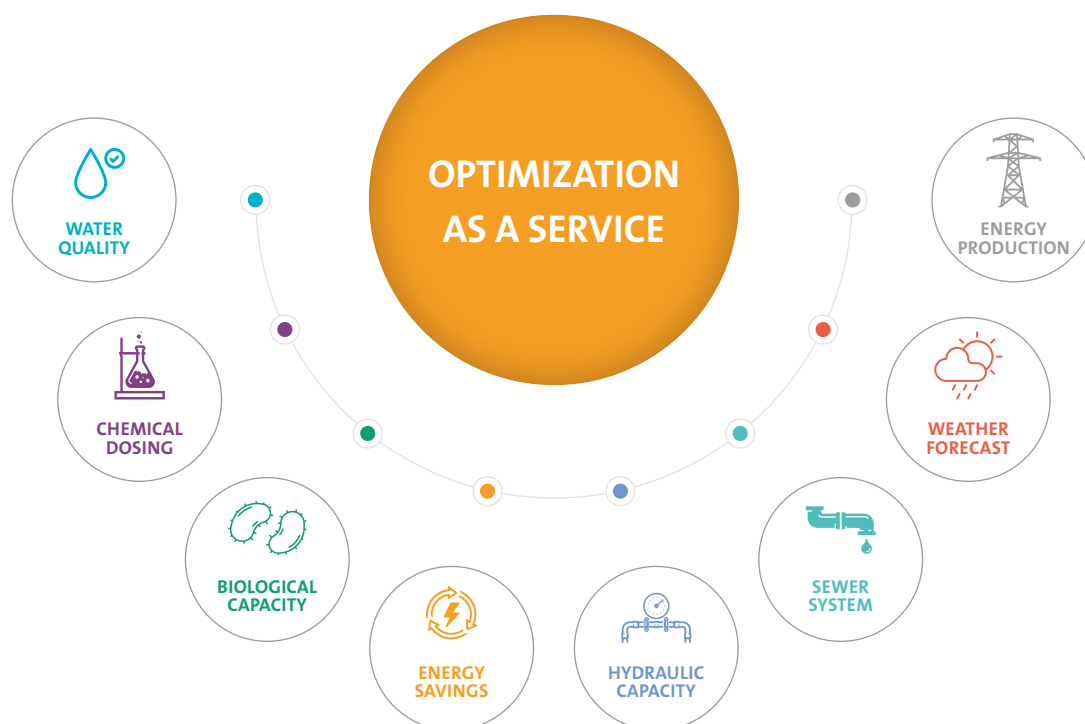 OPTIMIZATION
AS A SERVICE
WATER
QUALITY
CHEMICAL
DOSING
BIOLOGICAL
CAPACITY
ENERGY
SAVINGS
HYDRAULIC
CAPACITY
SEWER
SYSTEM
WEATHER
FORECAST
ENERGY
PRODUCTION